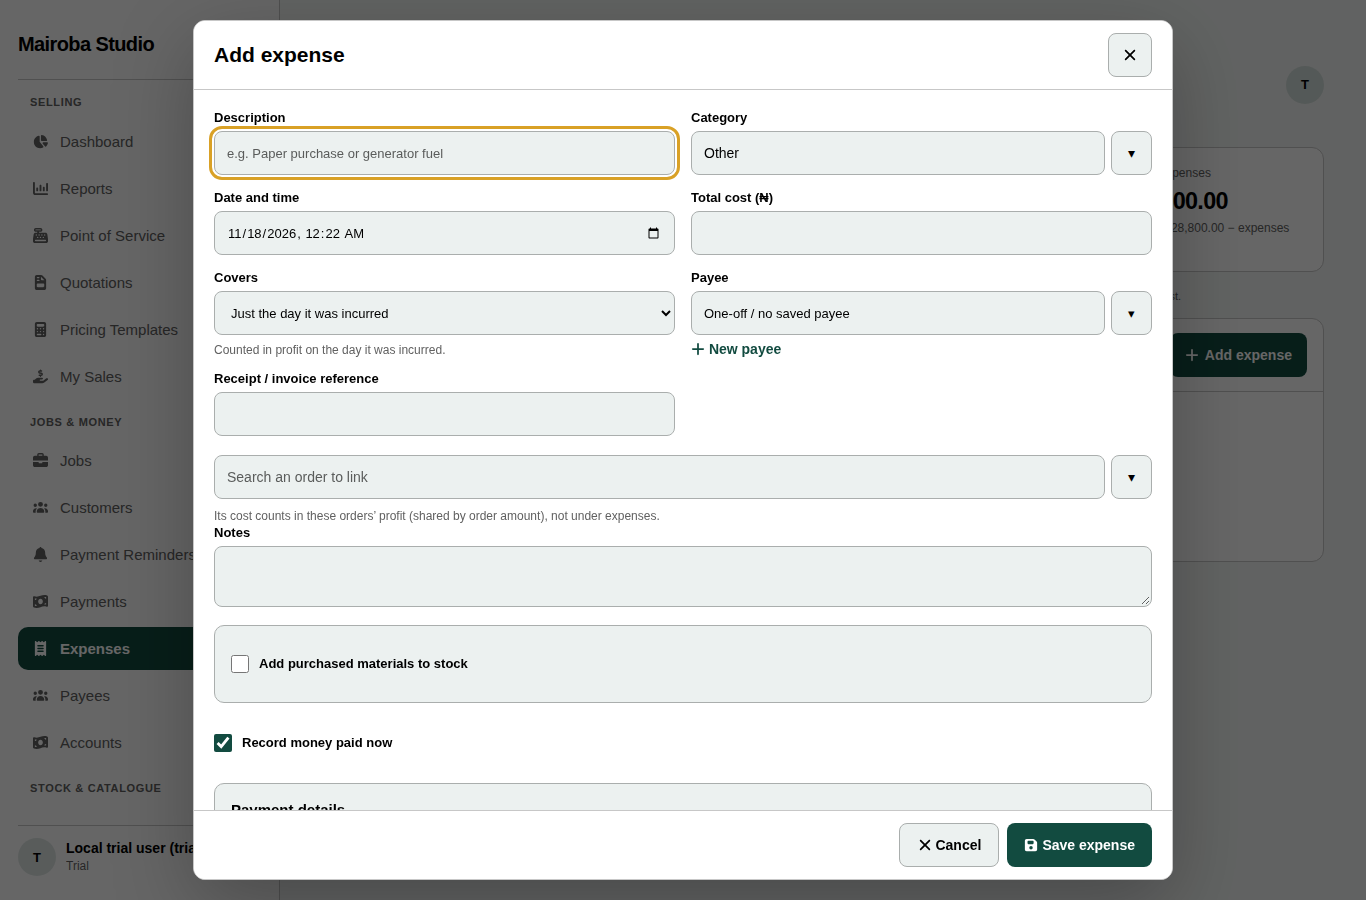 Mairoba Studio
SELLING
Dashboard
Reports
Point of Service
Quotations
Pricing Templates
My Sales
JOBS & MONEY
Jobs
Customers
Payment Reminders
Payments
Expenses
Payees
Accounts
STOCK & CATALOGUE
T
Local trial user (tria
Trial
T
penses
00.00
28,800.00 − expenses
st.
Add expense
Add expense
Description
e.g. Paper purchase or generator fuel
Category
Other
Date and time
11/18/2026, 12:22 AM
Total cost (₦)
Covers
Just the day it was incurred
Counted in profit on the day it was incurred.
Payee
One-off / no saved payee
New payee
Receipt / invoice reference
Search an order to link
Its cost counts in these orders’ profit (shared by order amount), not under expenses.
Notes
Add purchased materials to stock
Record money paid now
Payment details
Cancel
Save expense